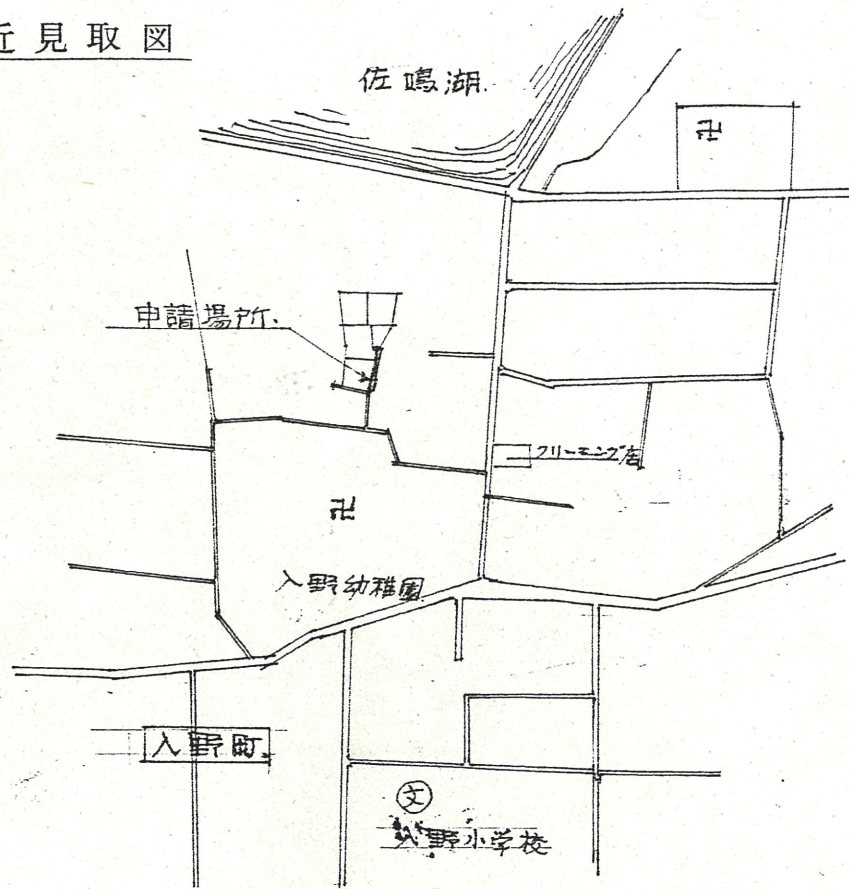 近見取図
佐鳴湖
卍
申請場所.
クリーニング店
卍
入野幼稚園
入野町
文
入野小学校